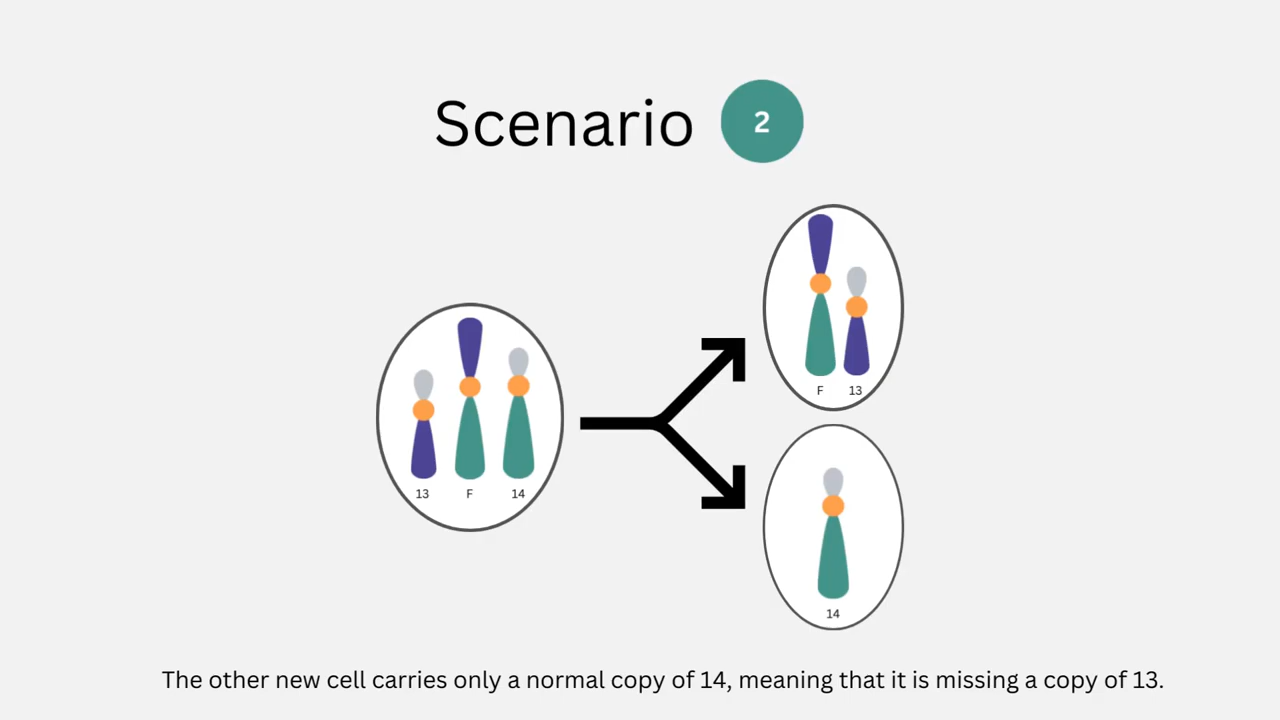 Scenario 2
F 13
13 F 14
14
The other new cell carries only a normal copy of 14, meaning that it is missing a copy of 13.